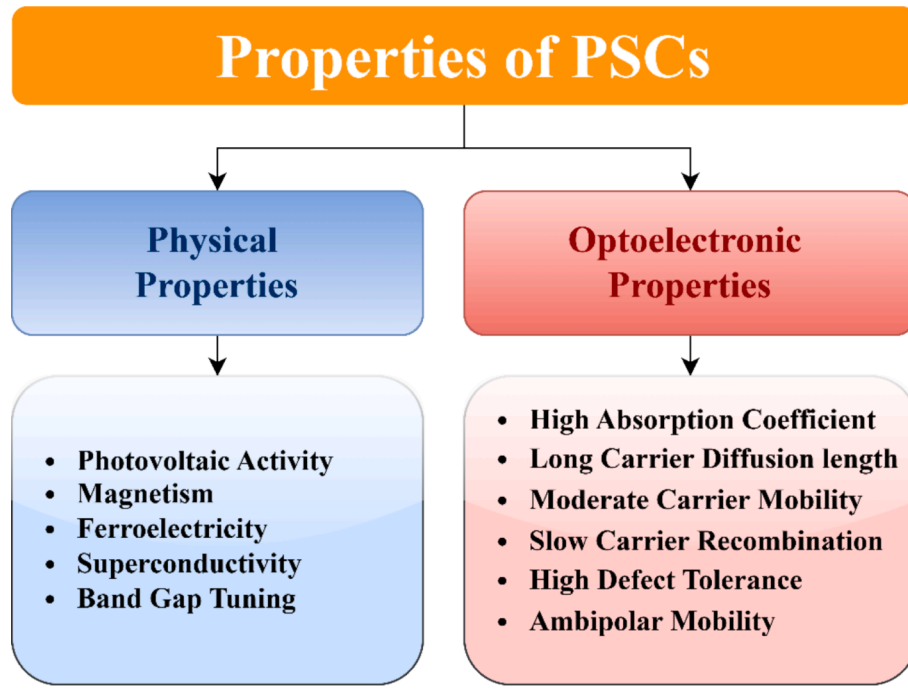 Properties of PSCs
Physical
Properties
Optoelectronic
Properties
• Photovoltaic Activity
• Magnetism
• Ferroelectricity
• Superconductivity
• Band Gap Tuning
• High Absorption Coefficient
• Long Carrier Diffusion length
• Moderate Carrier Mobility
• Slow Carrier Recombination
• High Defect Tolerance
• Ambipolar Mobility